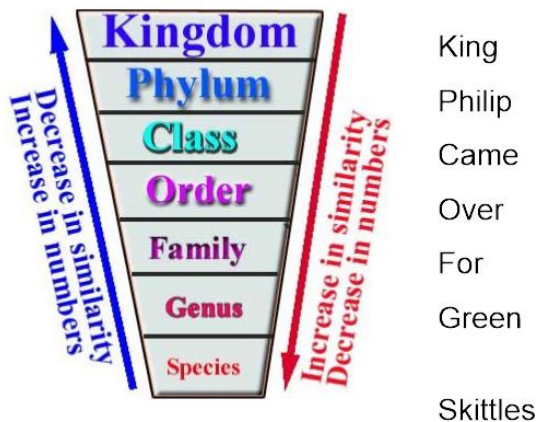 Kingdom
Phylum
Class
Order
Family
Genus
Species
Decrease in similarity
Increase in numbers
Increase in similarity
Decrease in numbers
King
Philip
Came
Over
For
Green
Skittles